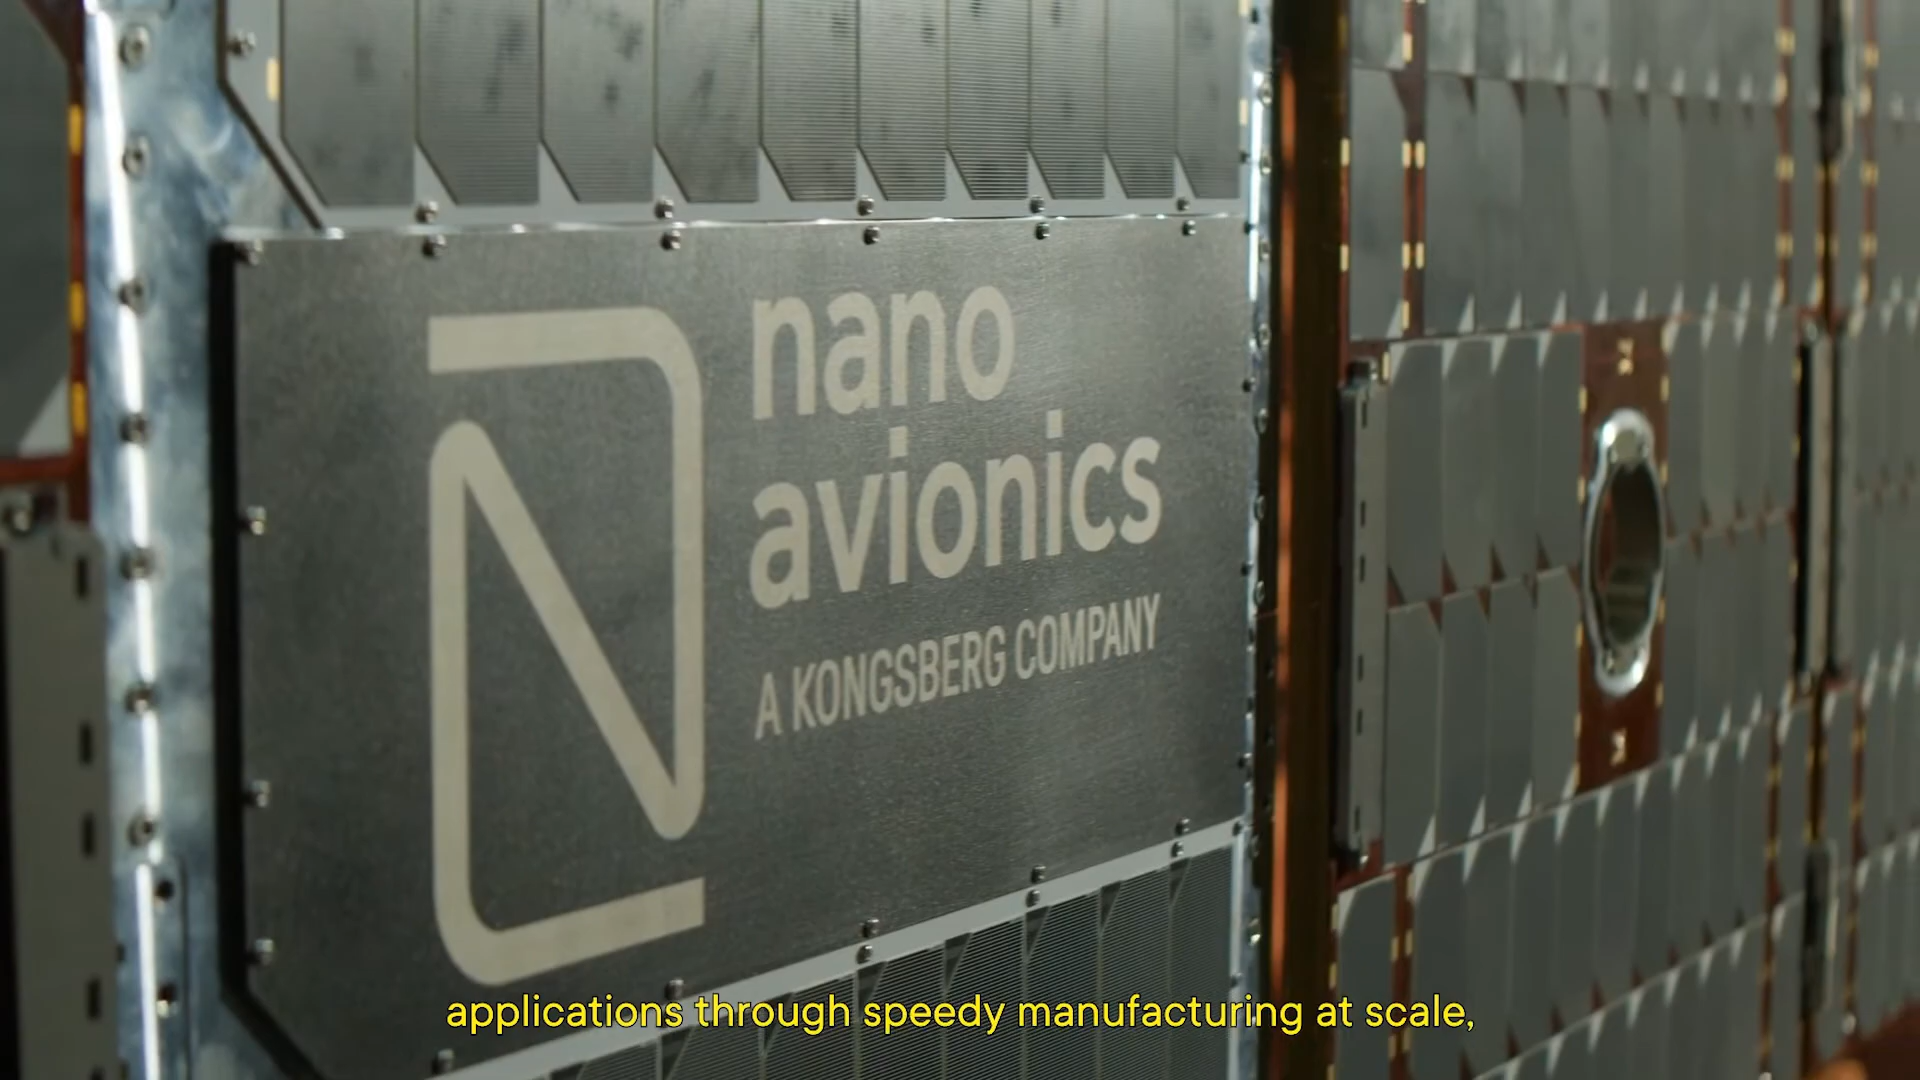 nano
avionics
A KONGSBERG COMPANY
applications through speedy manufacturing at scale,